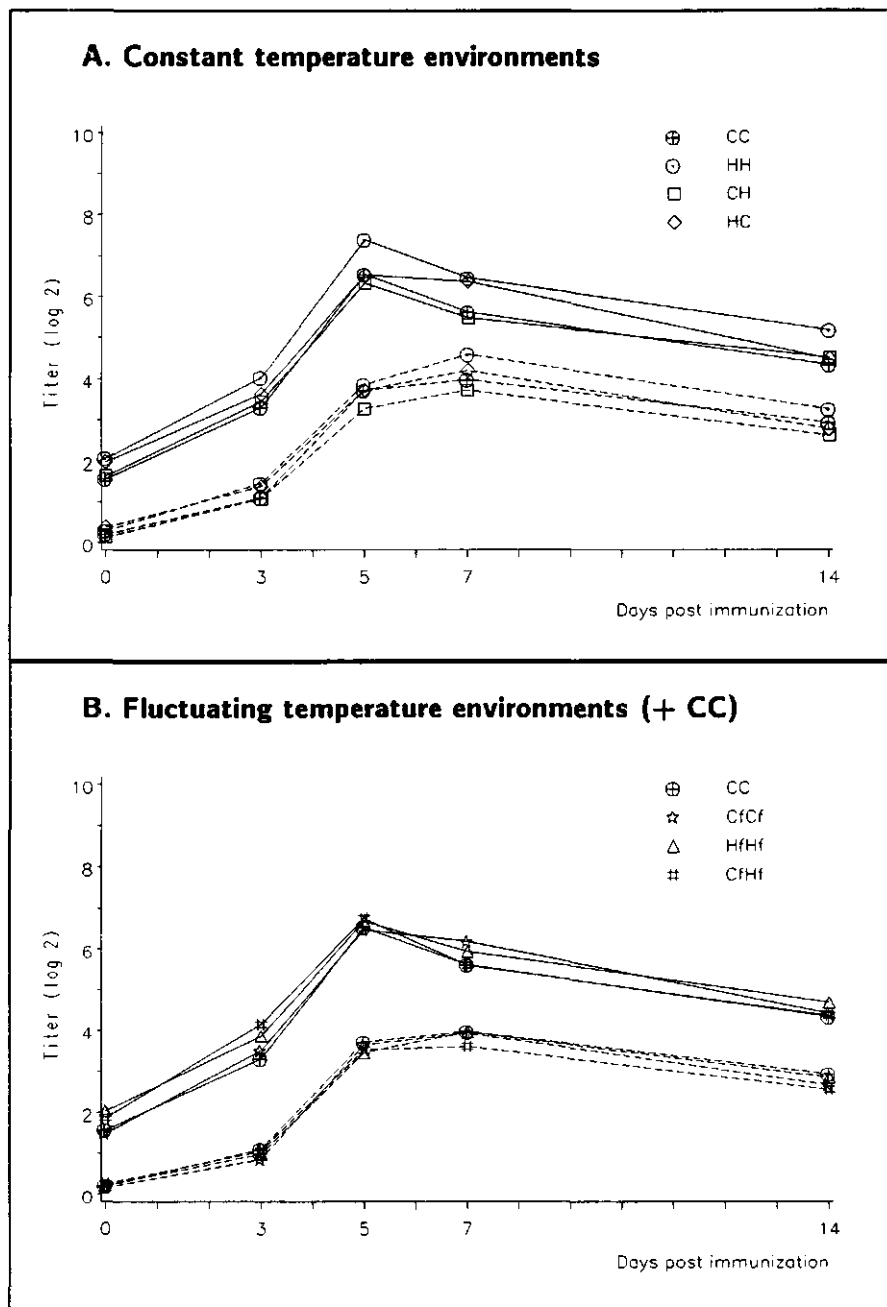 A. Constant temperature environments
10
8
6
4
2
0
Titer (log 2)
CC
HH
CH
HC
0 3 5 7 14
Days post immunization
B. Fluctuating temperature environments (+ CC)
10
8
6
4
2
0
Titer (log 2)
CC
CfCf
HfHf
CfHf
0 3 5 7 14
Days post immunization